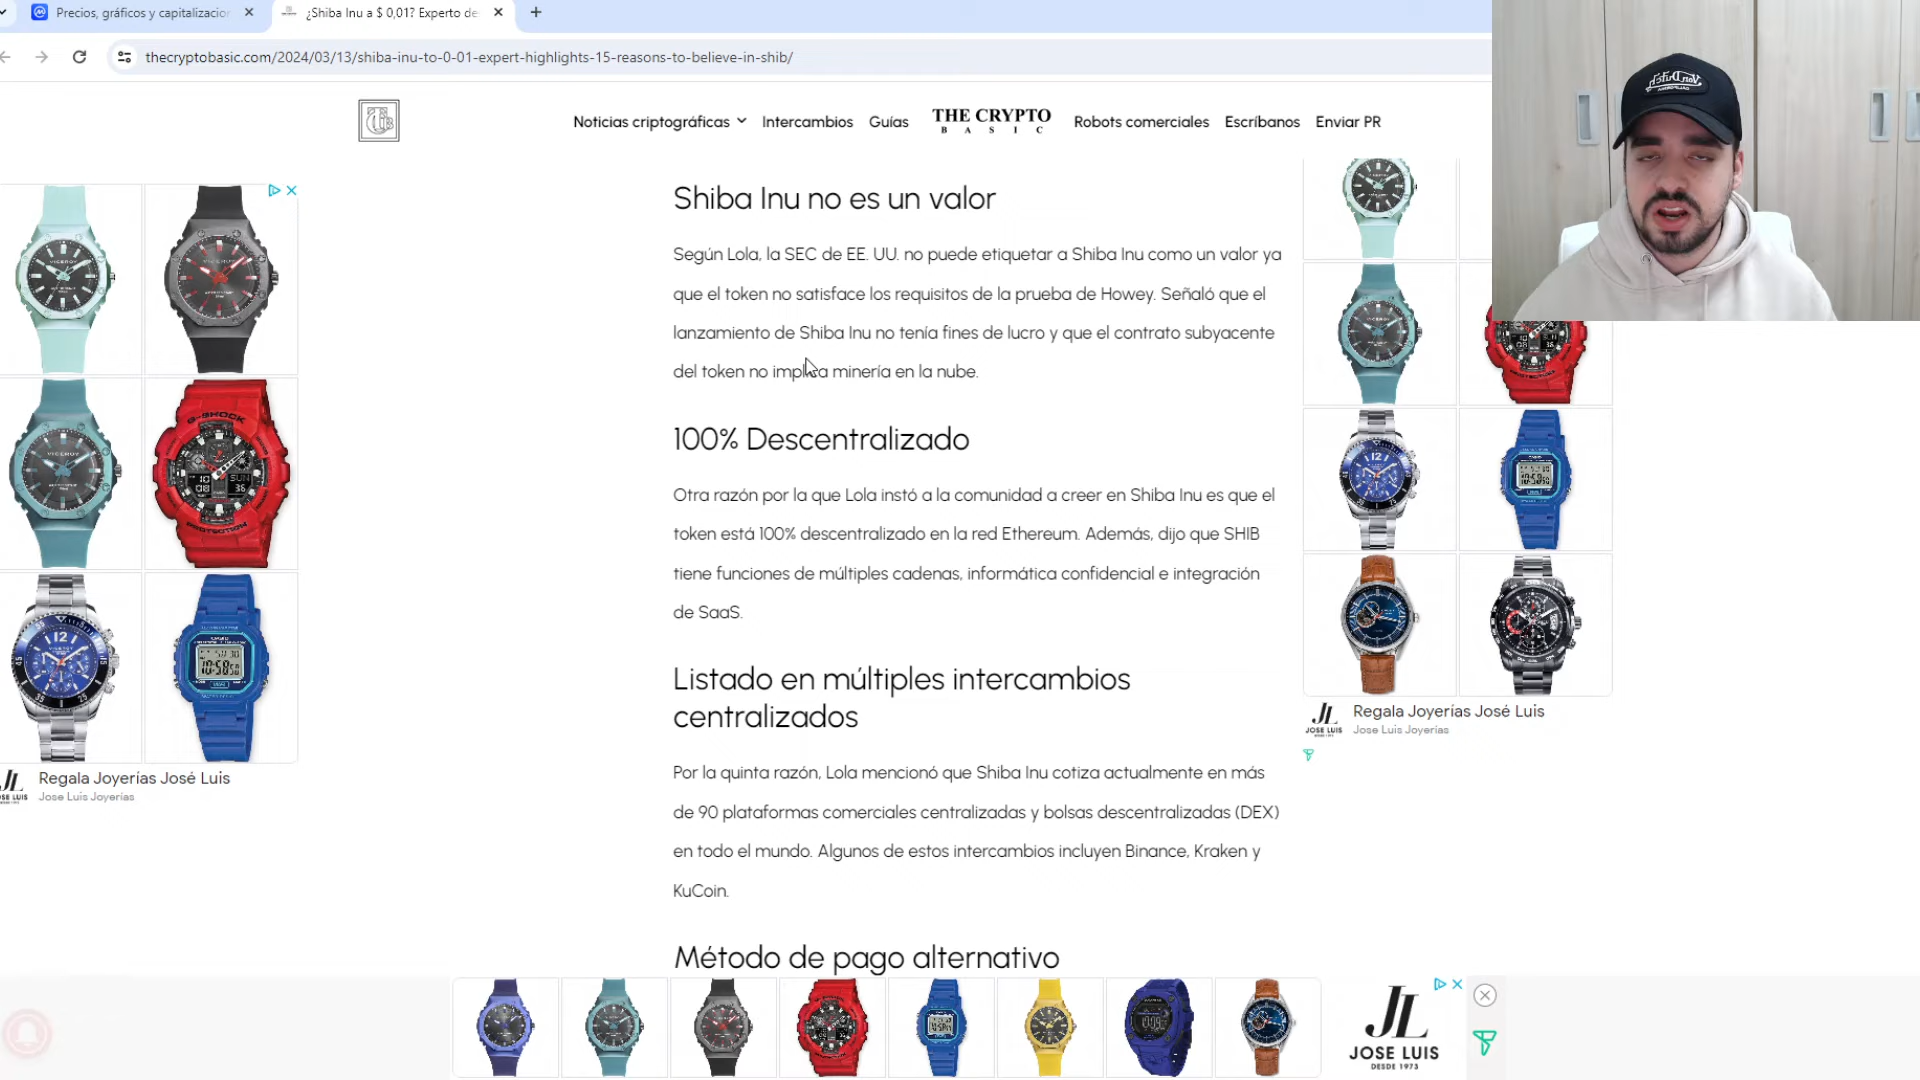 Precios, gráficos y capitalizacion
¿Shiba Inu a $ 0,01? Experto de
thecryptobasic.com/2024/03/13/shiba-inu-to-0-01-expert-highlights-15-reasons-to-believe-in-shib/
Noticias criptográficas
Intercambios
Guías
THE CRYPTO
BASIC
Robots comerciales
Escríbanos
Enviar PR
Shiba Inu no es un valor
Según Lola, la SEC de EE. UU. no puede etiquetar a Shiba Inu como un valor ya
que el token no satisface los requisitos de la prueba de Howey. Señaló que el
lanzamiento de Shiba Inu no tenía fines de lucro y que el contrato subyacente
del token no implica minería en la nube.
100% Descentralizado
Otra razón por la que Lola instó a la comunidad a creer en Shiba Inu es que el
token está 100% descentralizado en la red Ethereum. Además, dijo que SHIB
tiene funciones de múltiples cadenas, informática confidencial e integración
de SaaS.
Listado en múltiples intercambios
centralizados
Por la quinta razón, Lola mencionó que Shiba Inu cotiza actualmente en más
de 90 plataformas comerciales centralizadas y bolsas descentralizadas (DEX)
en todo el mundo. Algunos de estos intercambios incluyen Binance, Kraken y
KuCoin.
Método de pago alternativo
Regala Joyerías José Luis
Jose Luis Joyerías
Regala Joyerías José Luis
Jose Luis Joyerías
JL
JOSE LUIS
DESDE 1973